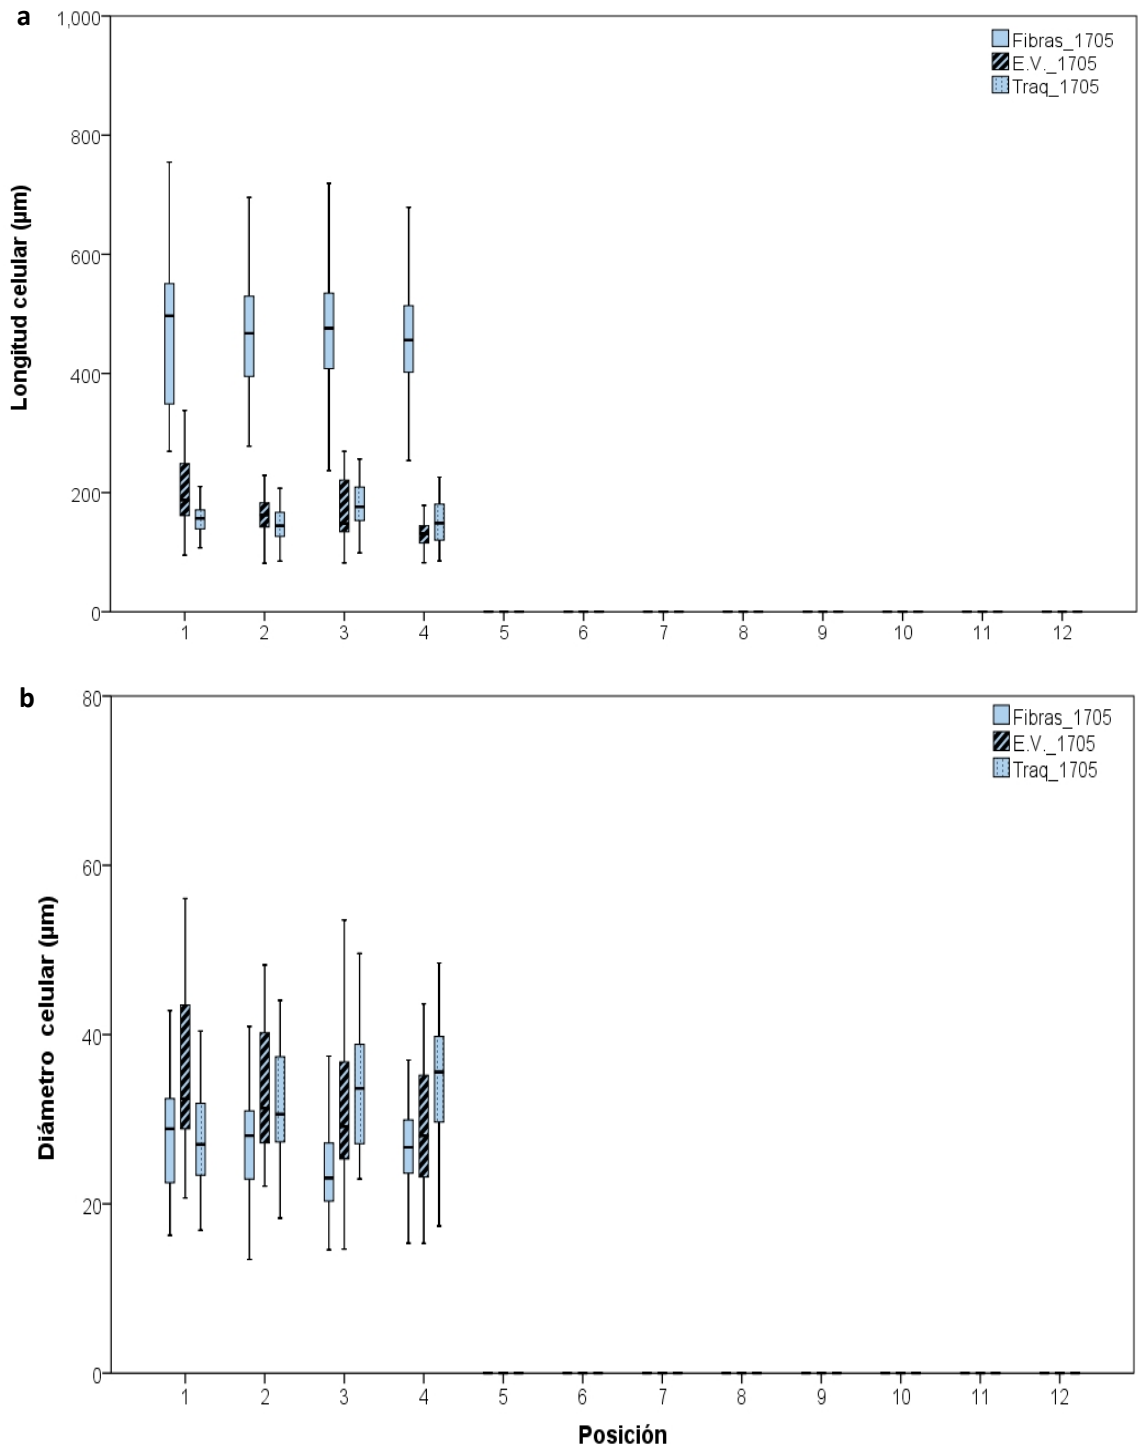 a
1,000
800
600
400
200
0
Longitud celular (µm)
Fibras_1705
E.V._1705
Traq_1705
1 2 3 4 5 6 7 8 9 10 11 12
b
80
60
40
20
0
Diámetro celular (µm)
Fibras_1705
E.V._1705
Traq_1705
1 2 3 4 5 6 7 8 9 10 11 12
Posición